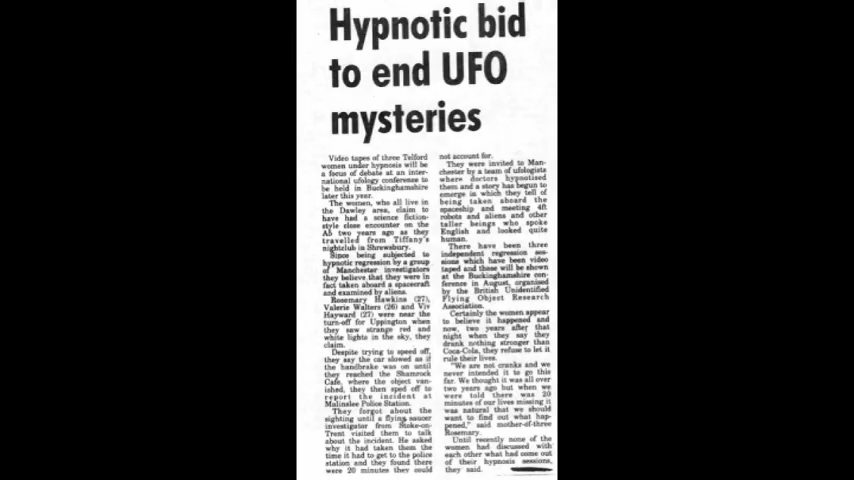 Hypnotic bid
to end UFO
mysteries
Video tapes of three Telford
women under hypnosis will be
a focus of debate at an inter-
national ufology conference to
be held in Buckinghamshire
later this year.
The women, who all live in
the Dawley area, claim to
have had a science fiction-
style close encounter on the
A5 two years ago as they
travelled from Tiffany's
nightclub in Shrewsbury.
Since being subjected to
hypnotic regression by a group
of Manchester investigators
they believe that they were in
fact taken aboard a spacecraft
and examined by aliens.
Rosemary Hawkins (27),
Valerie Walters (26) and Viv
Hayward (27) were near the
turn-off for Uppington when
they saw strange red and
white lights in the sky, they
claim.
Despite trying to speed off,
they say the car slowed as if
the handbrake was on until
they reached the Shamrock
Cafe, where the object van-
ished, they then sped off to
report the incident at
Malinslee Police Station.
They forgot about the
sighting until a flying saucer
investigator from Stoke-on-
Trent visited them to talk
about the incident. He asked
why it had taken them the
time it had to get to the police
station and they found there
were 20 minutes they could
not account for.
They were invited to Man-
chester by a team of ufologists
where doctors hypnotised
them and a story has begun to
emerge in which they tell of
being taken aboard the
spaceship and meeting 4ft
robots and aliens and other
taller beings who spoke
English and looked quite
human.
There have been three
independent regression ses-
sions which have been video
taped and these will be shown
at the Buckinghamshire con-
ference in August, organised
by the British Unidentified
Flying Object Research
Association.
Certainly the women appear
to believe it happened and
now, two years after that
night when they say they
drank nothing stronger than
Coca-Cola, they refuse to let it
rule their lives.
"We are not cranks and we
never intended it to go this
far. We thought it was all over
two years ago but when we
were told there was 20
minutes of our lives missing it
was natural that we should
want to find out what hap-
pened," said mother-of-three
Rosemary.
Until recently none of the
women had discussed with
each other what had come out
of their hypnosis sessions,
they said.